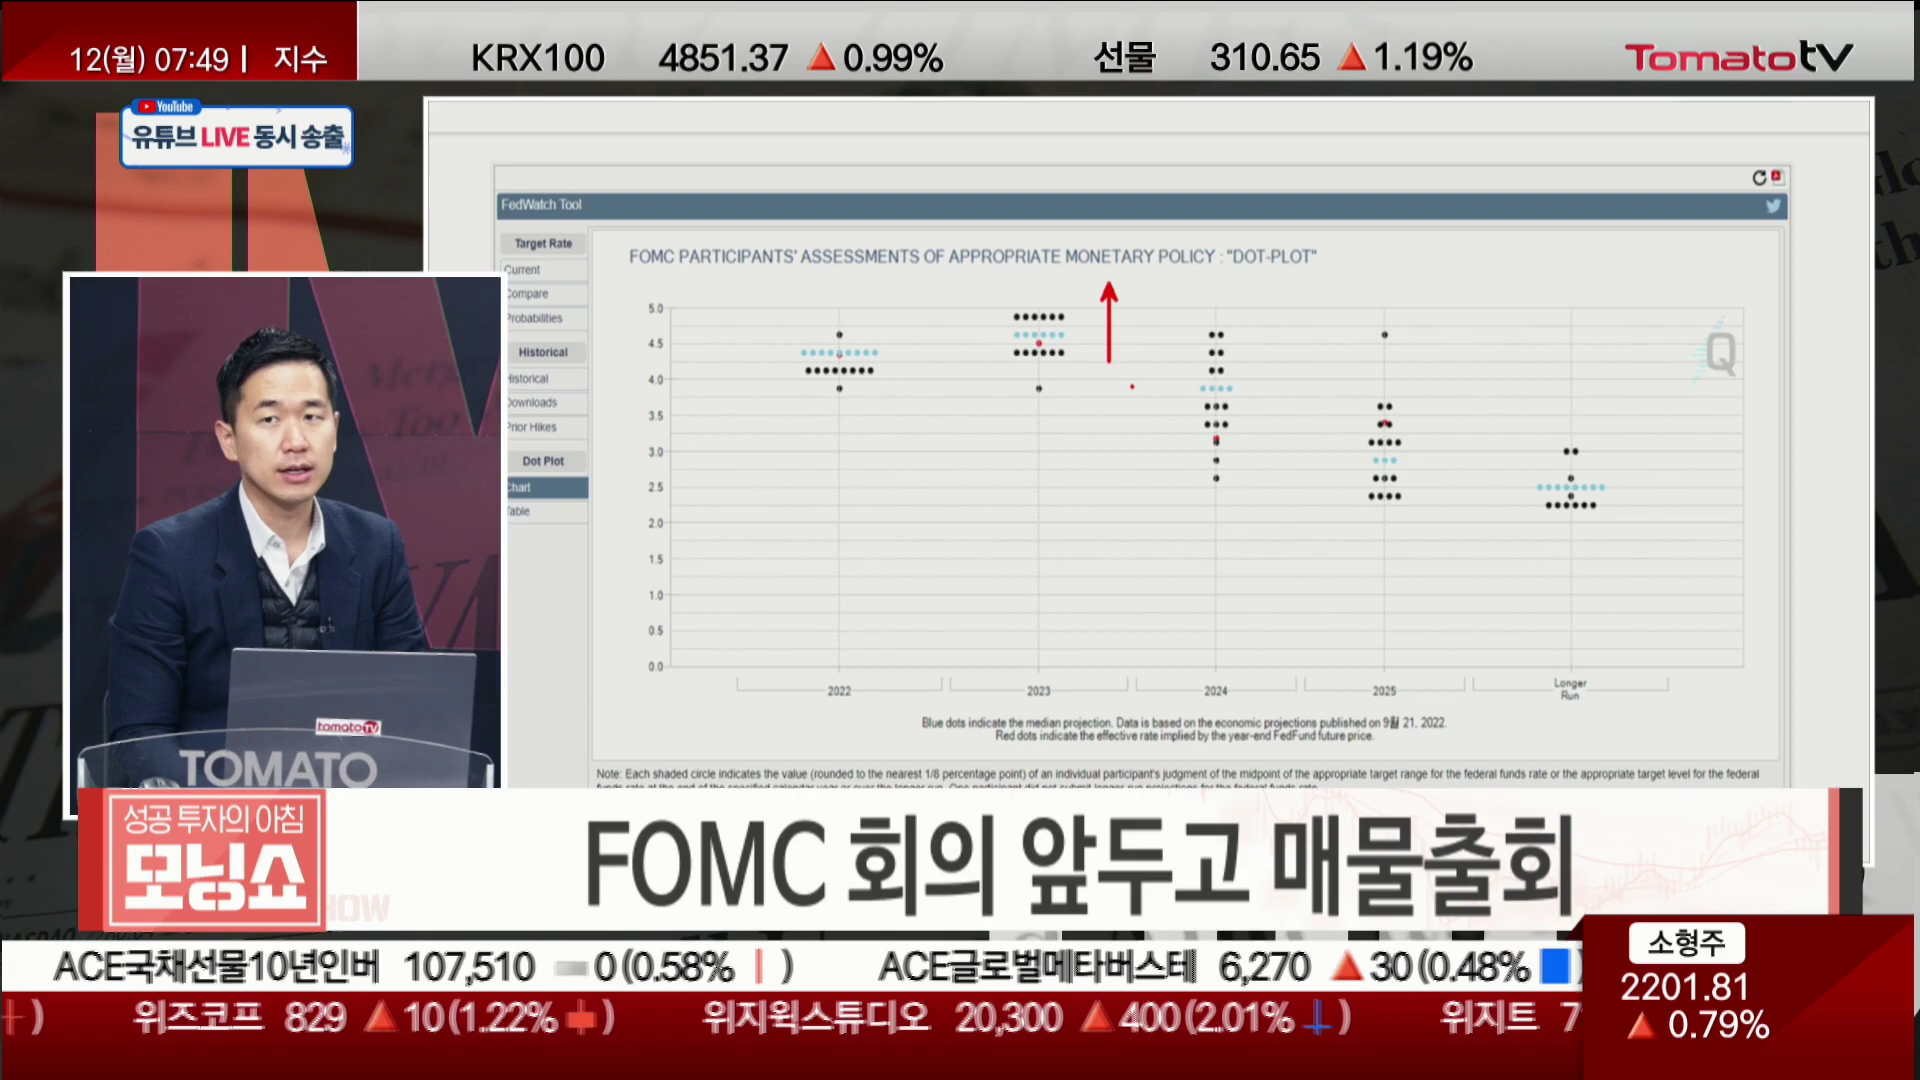 12(월) 07:49 | 지수 KRX100 4851.37 ▲ 0.99% 선물 310.65 ▲ 1.19% Tomatotv
YouTube
유튜브 LIVE 동시 송출
FedWatch Tool
Target Rate
Current
Compare
Probabilities
Historical
Historical
Downloads
Prior Hikes
Dot Plot
Chart
Table
FOMC PARTICIPANTS' ASSESSMENTS OF APPROPRIATE MONETARY POLICY : "DOT-PLOT"
5.0
4.5
4.0
3.5
3.0
2.5
2.0
1.5
1.0
0.5
0.0
2022 2023 2024 2025 Longer Run
Q
Blue dots indicate the median projection. Data is based on the economic projections published on 9월 21, 2022.
Red dots indicate the effective rate implied by the year-end FedFund future price.
Note: Each shaded circle indicates the value (rounded to the nearest 1/8 percentage point) of an individual participant's judgment of the midpoint of the appropriate target range for the federal funds rate or the appropriate target level for the federal
tomatoTV
TOMATO
성공 투자의 아침
모닝쇼
FOMC 회의 앞두고 매물출회
ACE국채선물10년인버 107,510 0(0.58% ) ACE글로벌메타버스테 6,270 ▲30(0.48% )
) 위즈코프 829 ▲10(1.22% ) 위지윅스튜디오 20,300 ▲400(2.01% ) 위지트 7
소형주
2201.81
▲ 0.79%